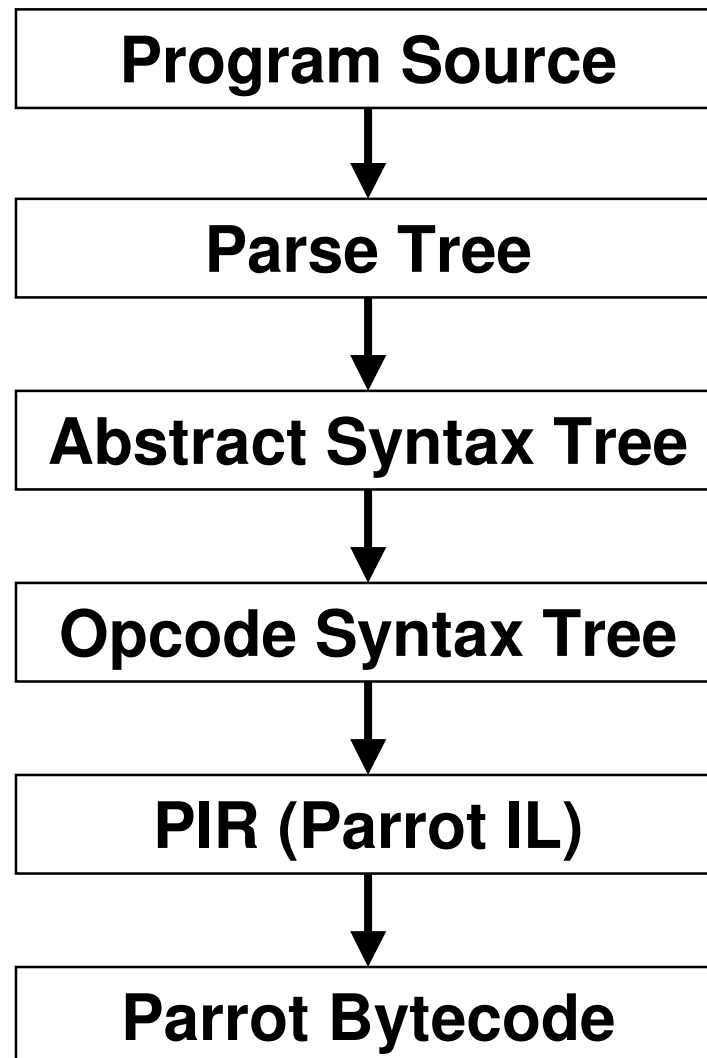 Program Source
Parse Tree
Abstract Syntax Tree
Opcode Syntax Tree
PIR (Parrot IL)
Parrot Bytecode